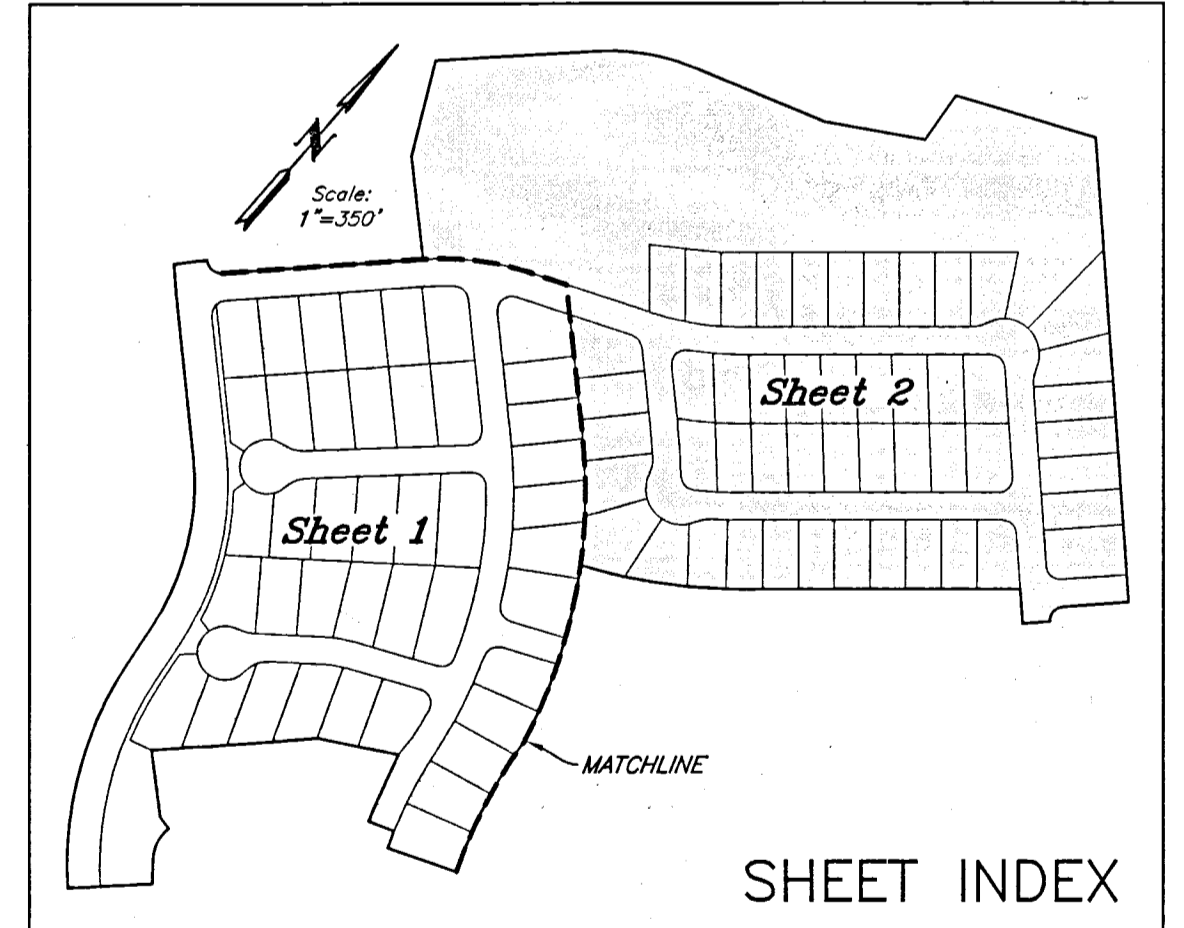 N
Scale:
1"=350'
Sheet 2
Sheet 1
MATCHLINE
SHEET INDEX